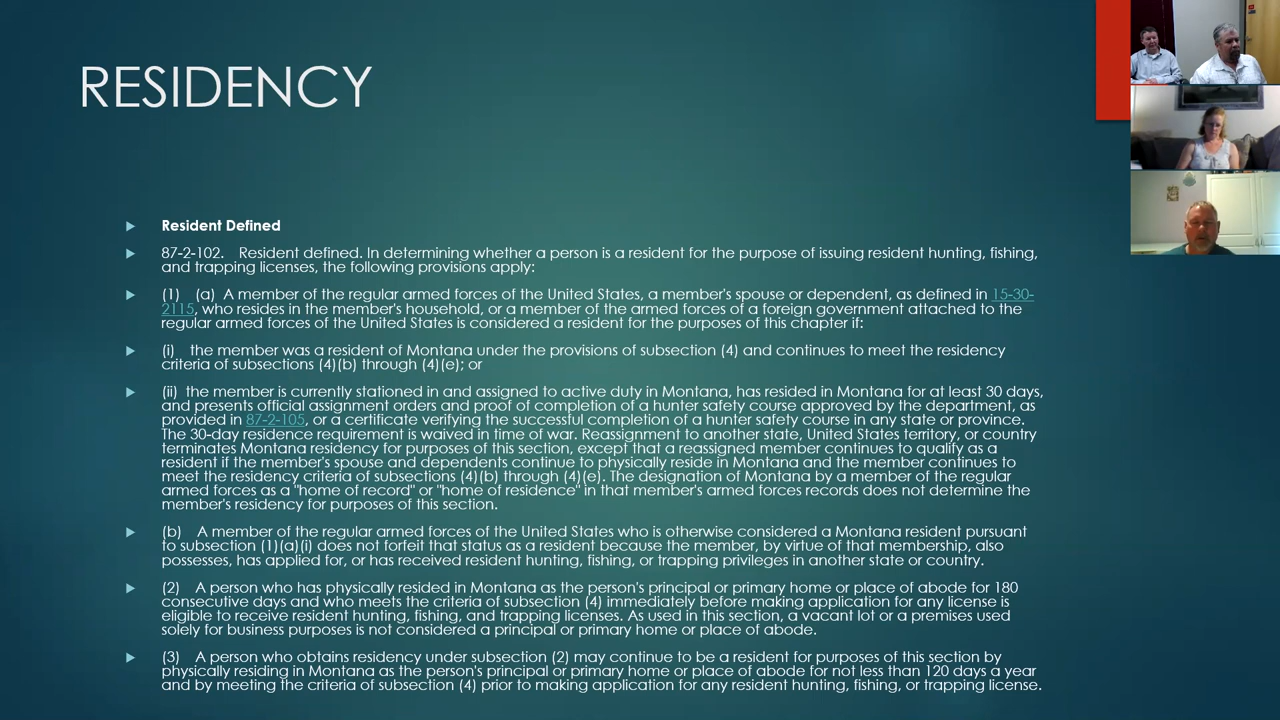 RESIDENCY
Resident Defined
87-2-102. Resident defined. In determining whether a person is a resident for the purpose of issuing resident hunting, fishing,
and trapping licenses, the following provisions apply:
(1) (a) A member of the regular armed forces of the United States, a member's spouse or dependent, as defined in 15-30-
2115, who resides in the member's household, or a member of the armed forces of a foreign government attached to the
regular armed forces of the United States is considered a resident for the purposes of this chapter if:
(i) the member was a resident of Montana under the provisions of subsection (4) and continues to meet the residency
criteria of subsections (4)(b) through (4)(e); or
(ii) the member is currently stationed in and assigned to active duty in Montana, has resided in Montana for at least 30 days,
and presents official assignment orders and proof of completion of a hunter safety course approved by the department, as
provided in 87-2-105, or a certificate verifying the successful completion of a hunter safety course in any state or province.
The 30-day residence requirement is waived in time of war. Reassignment to another state, United States territory, or country
terminates Montana residency for purposes of this section, except that a reassigned member continues to qualify as a
resident if the member's spouse and dependents continue to physically reside in Montana and the member continues to
meet the residency criteria of subsections (4)(b) through (4)(e). The designation of Montana by a member of the regular
armed forces as a "home of record" or "home of residence" in that member's armed forces records does not determine the
member's residency for purposes of this section.
(b) A member of the regular armed forces of the United States who is otherwise considered a Montana resident pursuant
to subsection (1)(a)(i) does not forfeit that status as a resident because the member, by virtue of that membership, also
possesses, has applied for, or has received resident hunting, fishing, or trapping privileges in another state or country.
(2) A person who has physically resided in Montana as the person's principal or primary home or place of abode for 180
consecutive days and who meets the criteria of subsection (4) immediately before making application for any license is
eligible to receive resident hunting, fishing, and trapping licenses. As used in this section, a vacant lot or a premises used
solely for business purposes is not considered a principal or primary home or place of abode.
(3) A person who obtains residency under subsection (2) may continue to be a resident for purposes of this section by
physically residing in Montana as the person's principal or primary home or place of abode for not less than 120 days a year
and by meeting the criteria of subsection (4) prior to making application for any resident hunting, fishing, or trapping license.